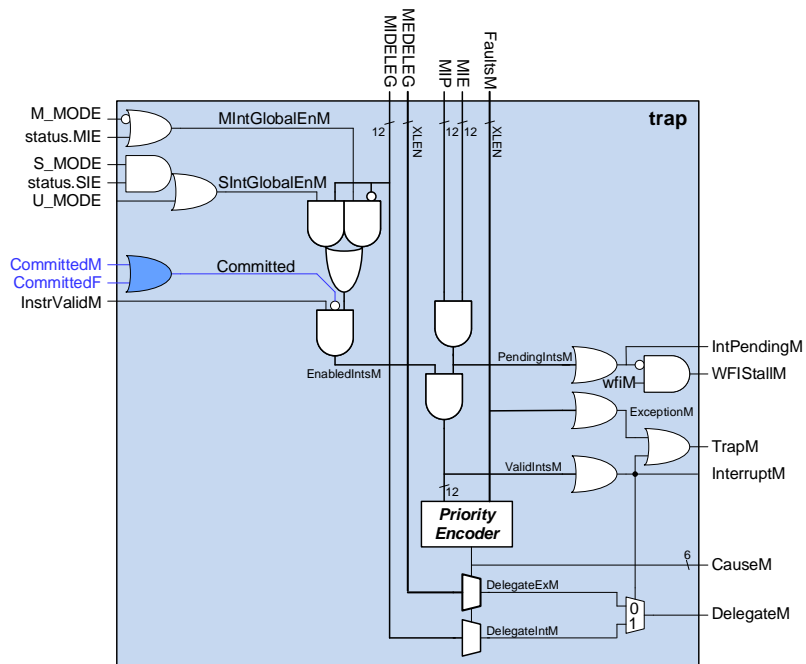 MIDELEG
MEDELEG
MIP
MIE
FaultsM
trap
12
XLEN
12
12
XLEN
M_MODE
status.MIE
MIntGlobalEnM
S_MODE
status.SIE
U_MODE
SIntGlobalEnM
CommittedM
CommittedF
Committed
InstrValidM
EnabledIntsM
PendingIntsM
wfiM
IntPendingM
WFIStallM
ExceptionM
TrapM
ValidIntsM
InterruptM
12
Priority
Encoder
6
CauseM
DelegateExM
0
1
DelegateM
DelegateIntM